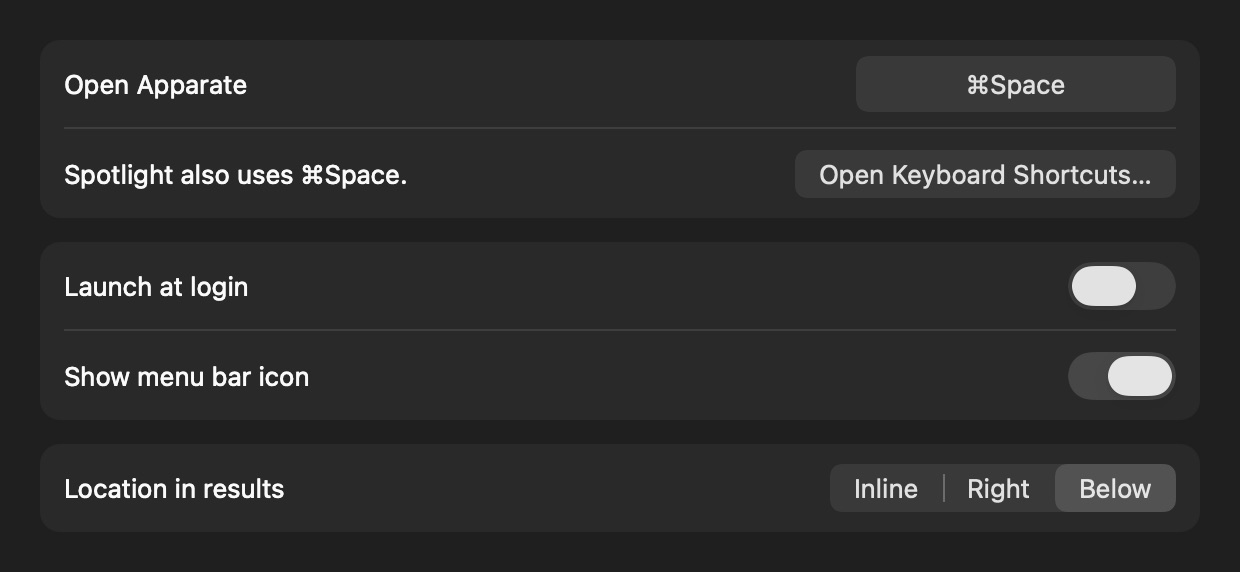 Open Apparate
⌘Space
Spotlight also uses ⌘Space.
Open Keyboard Shortcuts...
Launch at login
Show menu bar icon
Location in results
Inline
Right
Below